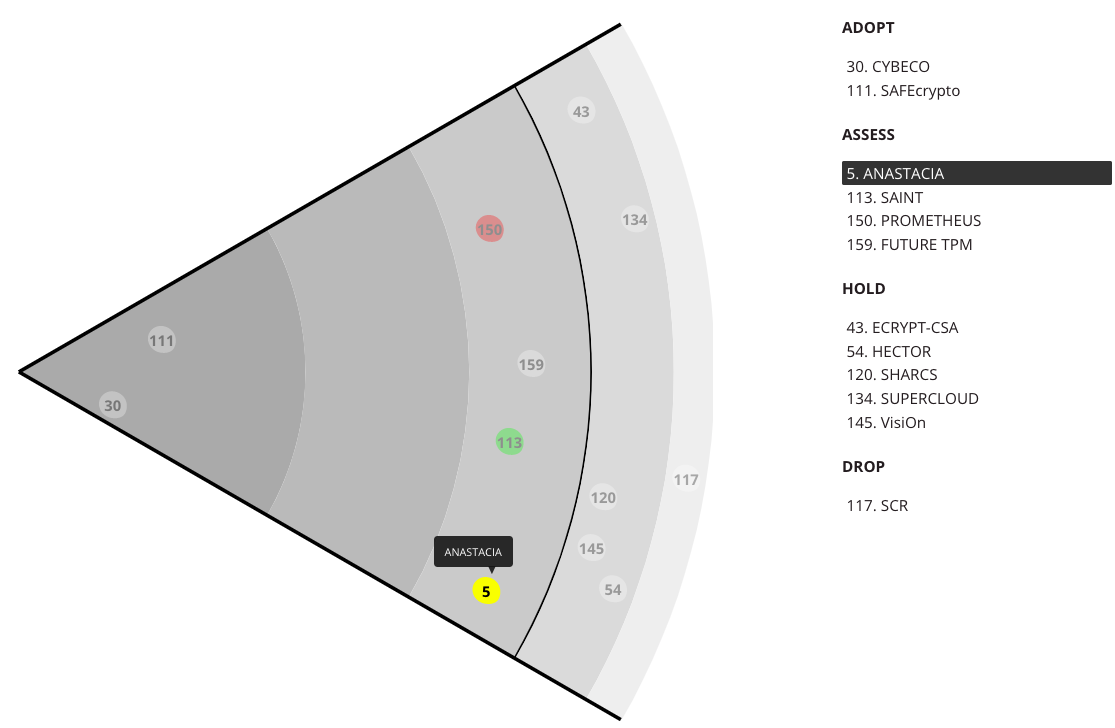 43
134
150
111
159
30
113
117
120
145
ANASTACIA
5
54
ADOPT
30. CYBECO
111. SAFEcrypto
ASSESS
5. ANASTACIA
113. SAINT
150. PROMETHEUS
159. FUTURE TPM
HOLD
43. ECRYPT-CSA
54. HECTOR
120. SHARCS
134. SUPERCLOUD
145. VisiOn
DROP
117. SCR